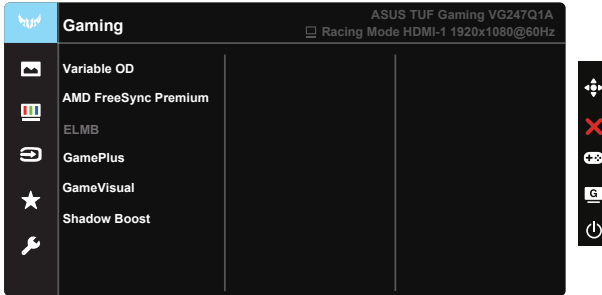 Gaming
ASUS TUF Gaming VG247Q1A
Racing Mode HDMI-1 1920x1080@60Hz
Variable OD
AMD FreeSync Premium
ELMB
GamePlus
GameVisual
Shadow Boost
G